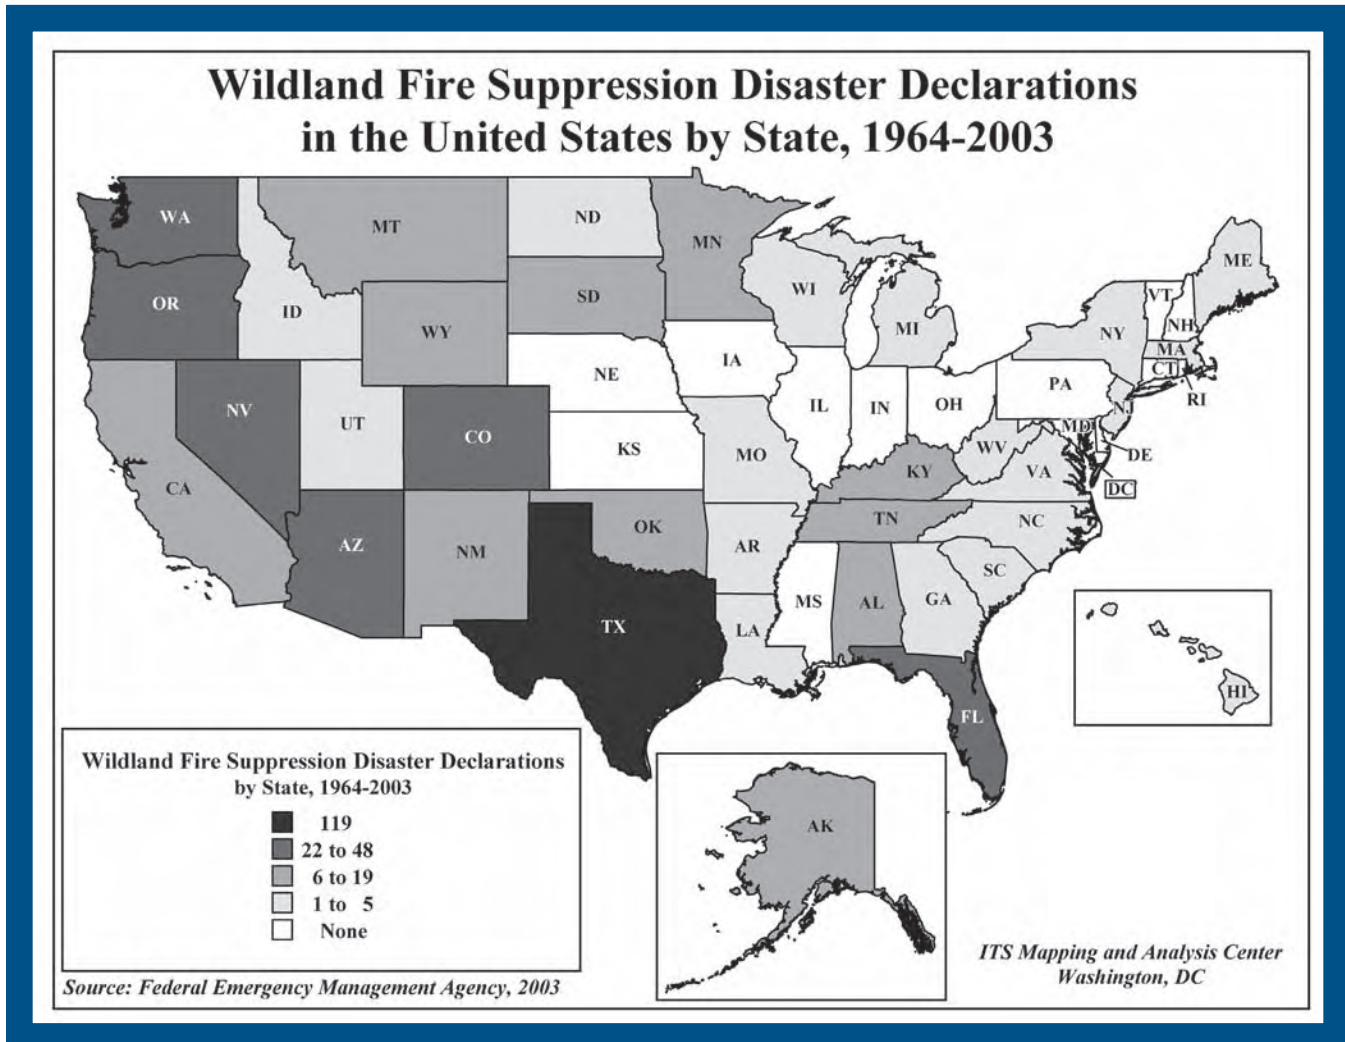 Wildland Fire Suppression Disaster Declarations
in the United States by State, 1964-2003
WA
MT
ND
MN
ME
OR
ID
SD
WI
VT
NH
NY
MI
WY
MA
IA
CT
NE
PA
RI
NV
UT
CO
IL
IN
OH
NJ
MD
KS
MO
WV
DE
CA
KY
VA
DC
AZ
NM
OK
TN
NC
AR
SC
MS
AL
GA
TX
LA
HI
FL
AK
Wildland Fire Suppression Disaster Declarations
by State, 1964-2003
119
22 to 48
6 to 19
1 to 5
None
ITS Mapping and Analysis Center
Washington, DC
Source: Federal Emergency Management Agency, 2003